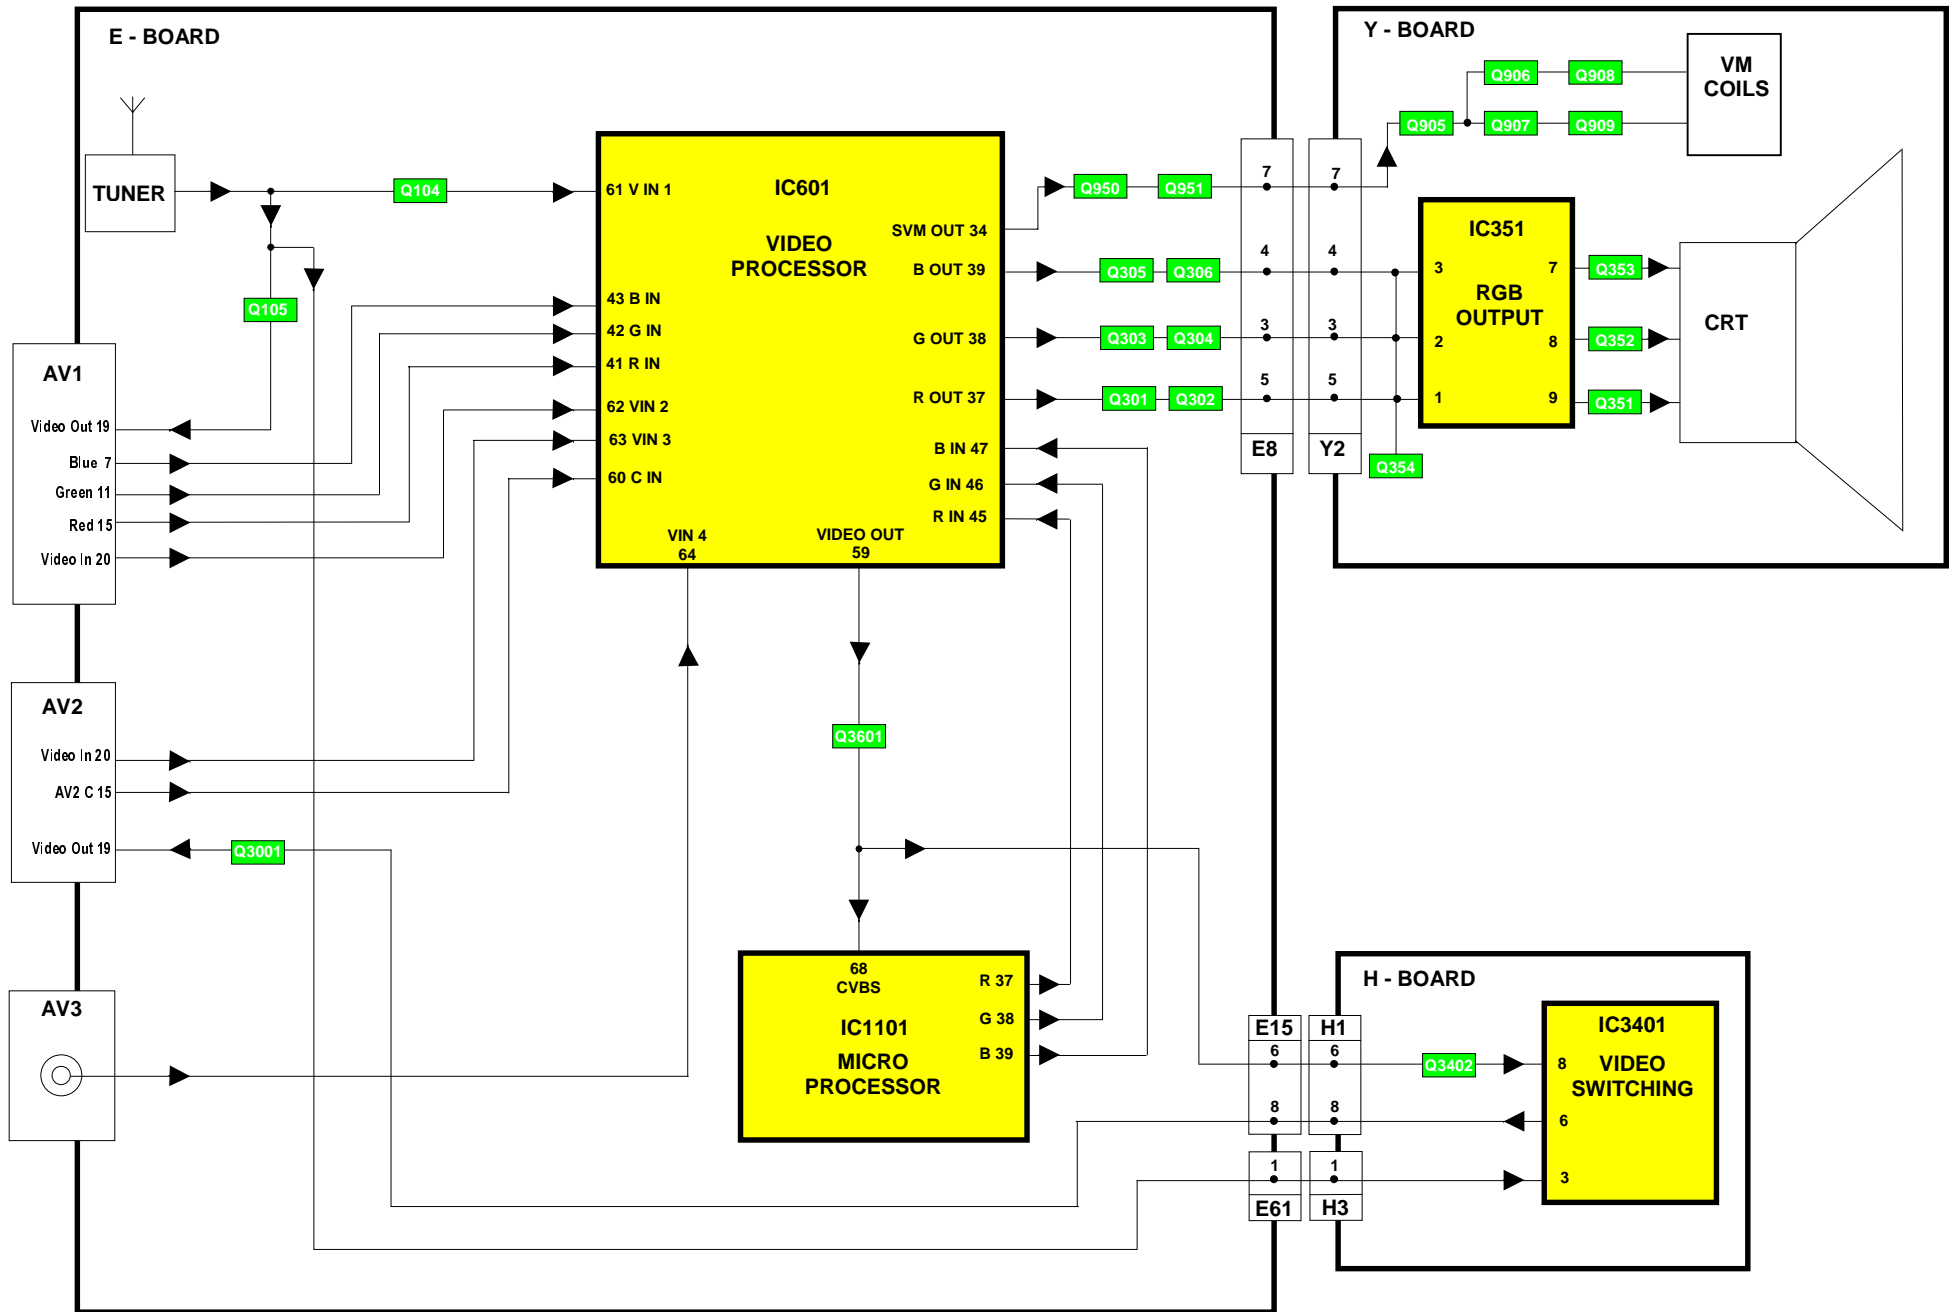 E - BOARD
TUNER
Q104
Q105
AV1
Video Out 19
Blue 7
Green 11
Red 15
Video In 20
AV2
Video In 20
AV2 C 15
Video Out 19
Q3001
AV3
61 V IN 1
IC601
VIDEO
PROCESSOR
43 B IN
42 G IN
41 R IN
62 VIN 2
63 VIN 3
60 C IN
SVM OUT 34
B OUT 39
G OUT 38
R OUT 37
B IN 47
G IN 46
R IN 45
VIN 4
64
VIDEO OUT
59
Q3601
68
CVBS
IC1101
MICRO
PROCESSOR
R 37
G 38
B 39
Q950
Q951
Q305
Q306
Q303
Q304
Q301
Q302
7
4
3
5
E8
7
4
3
5
Y2
Y - BOARD
Q905
Q906
Q908
Q907
Q909
VM
COILS
IC351
RGB
OUTPUT
3
2
1
7
8
9
Q353
Q352
Q351
Q354
CRT
E15
6
8
1
E61
H1
6
8
1
H3
H - BOARD
Q3402
IC3401
VIDEO
SWITCHING
8
6
3